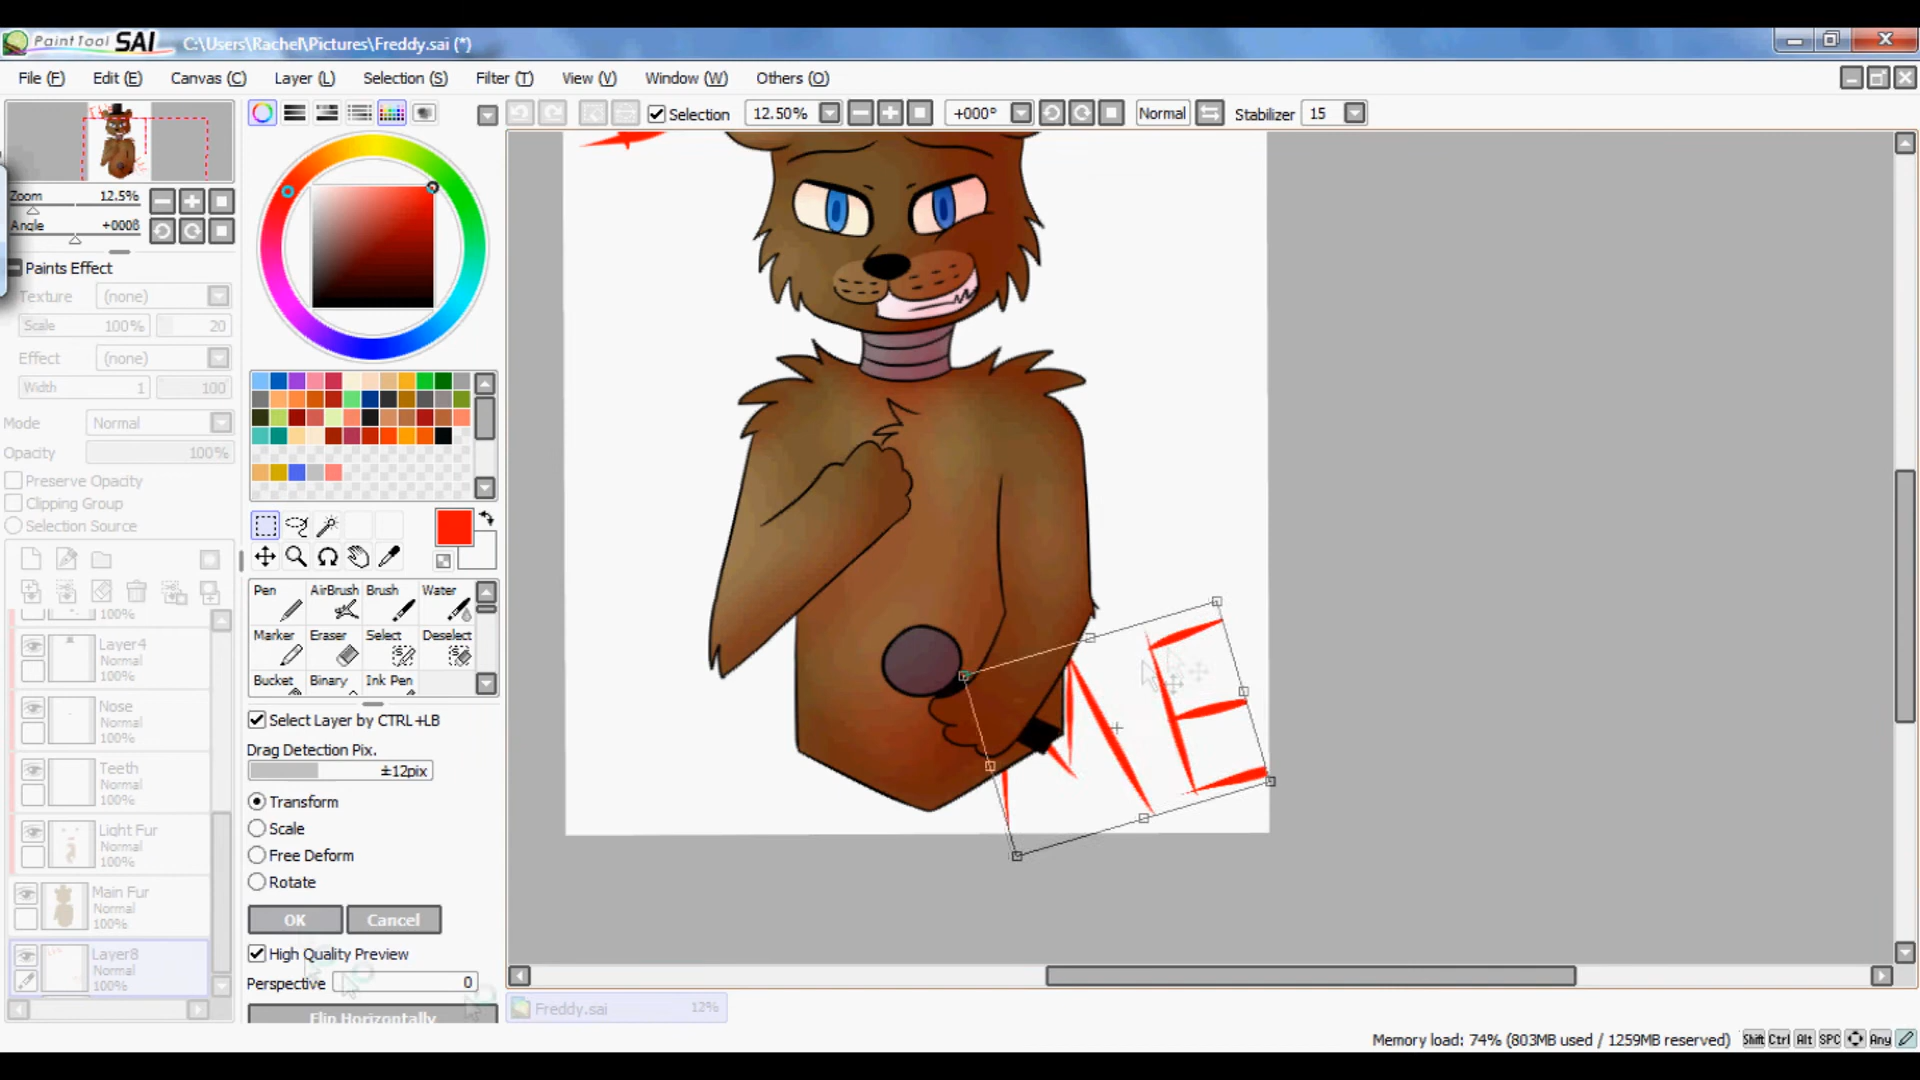 PaintTool SAI C:\Users\Rachel\Pictures\Freddy.sai (*)
File (F) Edit (E) Canvas (C) Layer (L) Selection (S) Filter (T) View (V) Window (W) Others (O)
Selection 12.50% +000° Normal Stabilizer 15
Zoom 12.5%
Angle +000°
Paints Effect
Texture (none)
Scale 100% 20
Effect (none)
Width 1 100
Mode Normal
Opacity 100%
Preserve Opacity
Clipping Group
Selection Source
100%
Layer4
Normal
100%
Nose
Normal
100%
Teeth
Normal
100%
Light Fur
Normal
100%
Main Fur
Normal
100%
Layer8
Normal
100%
Pen AirBrush Brush Water
Marker Eraser Select Deselect
Bucket Binary Ink Pen
Select Layer by CTRL+LB
Drag Detection Pix.
±12pix
Transform
Scale
Free Deform
Rotate
OK Cancel
High Quality Preview
Perspective 0
Flip Horizontally
ME
Freddy.sai 12%
Memory load: 74% (803MB used / 1259MB reserved) Shift Ctrl Alt SPC Any